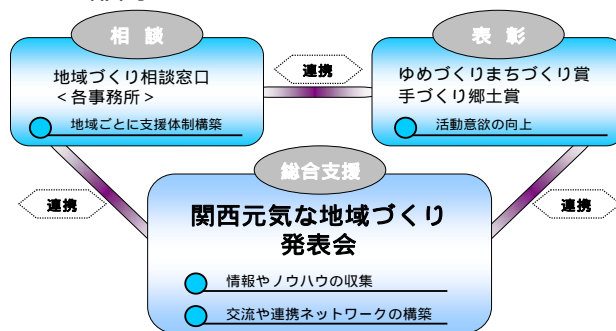 相 談
表 彰
連携
地域づくり相談窓口
＜各事務所＞
地域ごとに支援体制構築
ゆめづくりまちづくり賞
手づくり郷土賞
活動意欲の向上
総合支援
連携
連携
関西元気な地域づくり
発表会
情報やノウハウの収集
交流や連携ネットワークの構築